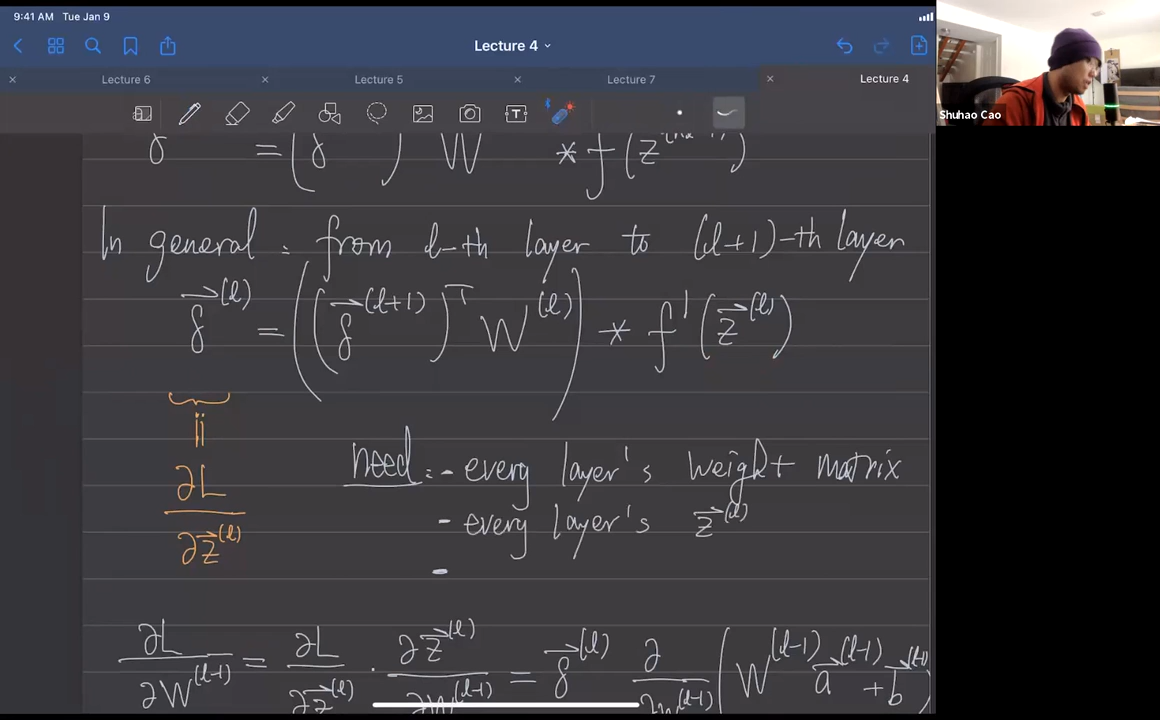 9:41 AM Tue Jan 9
Lecture 4
Lecture 6 Lecture 5 Lecture 7 Lecture 4
Shuhao Cao
δ = (δ ) W * f(z
In general : from l-th layer to (l+1)-th layer
δ⃗^(l) = ((δ⃗^(l+1))^T W^(l)) * f'(z⃗^(l))
∂L
∂z⃗^(l)
need : - every layer's weight matrix
- every layer's z⃗^(l)
-
∂L/∂W^(l-1) = ∂L/∂z⃗^(l) · ∂z⃗^(l)/∂W^(l-1) = δ⃗^(l) ∂/∂W^(l-1) (W^(l-1) a⃗^(l-1) + b⃗^(l-1)